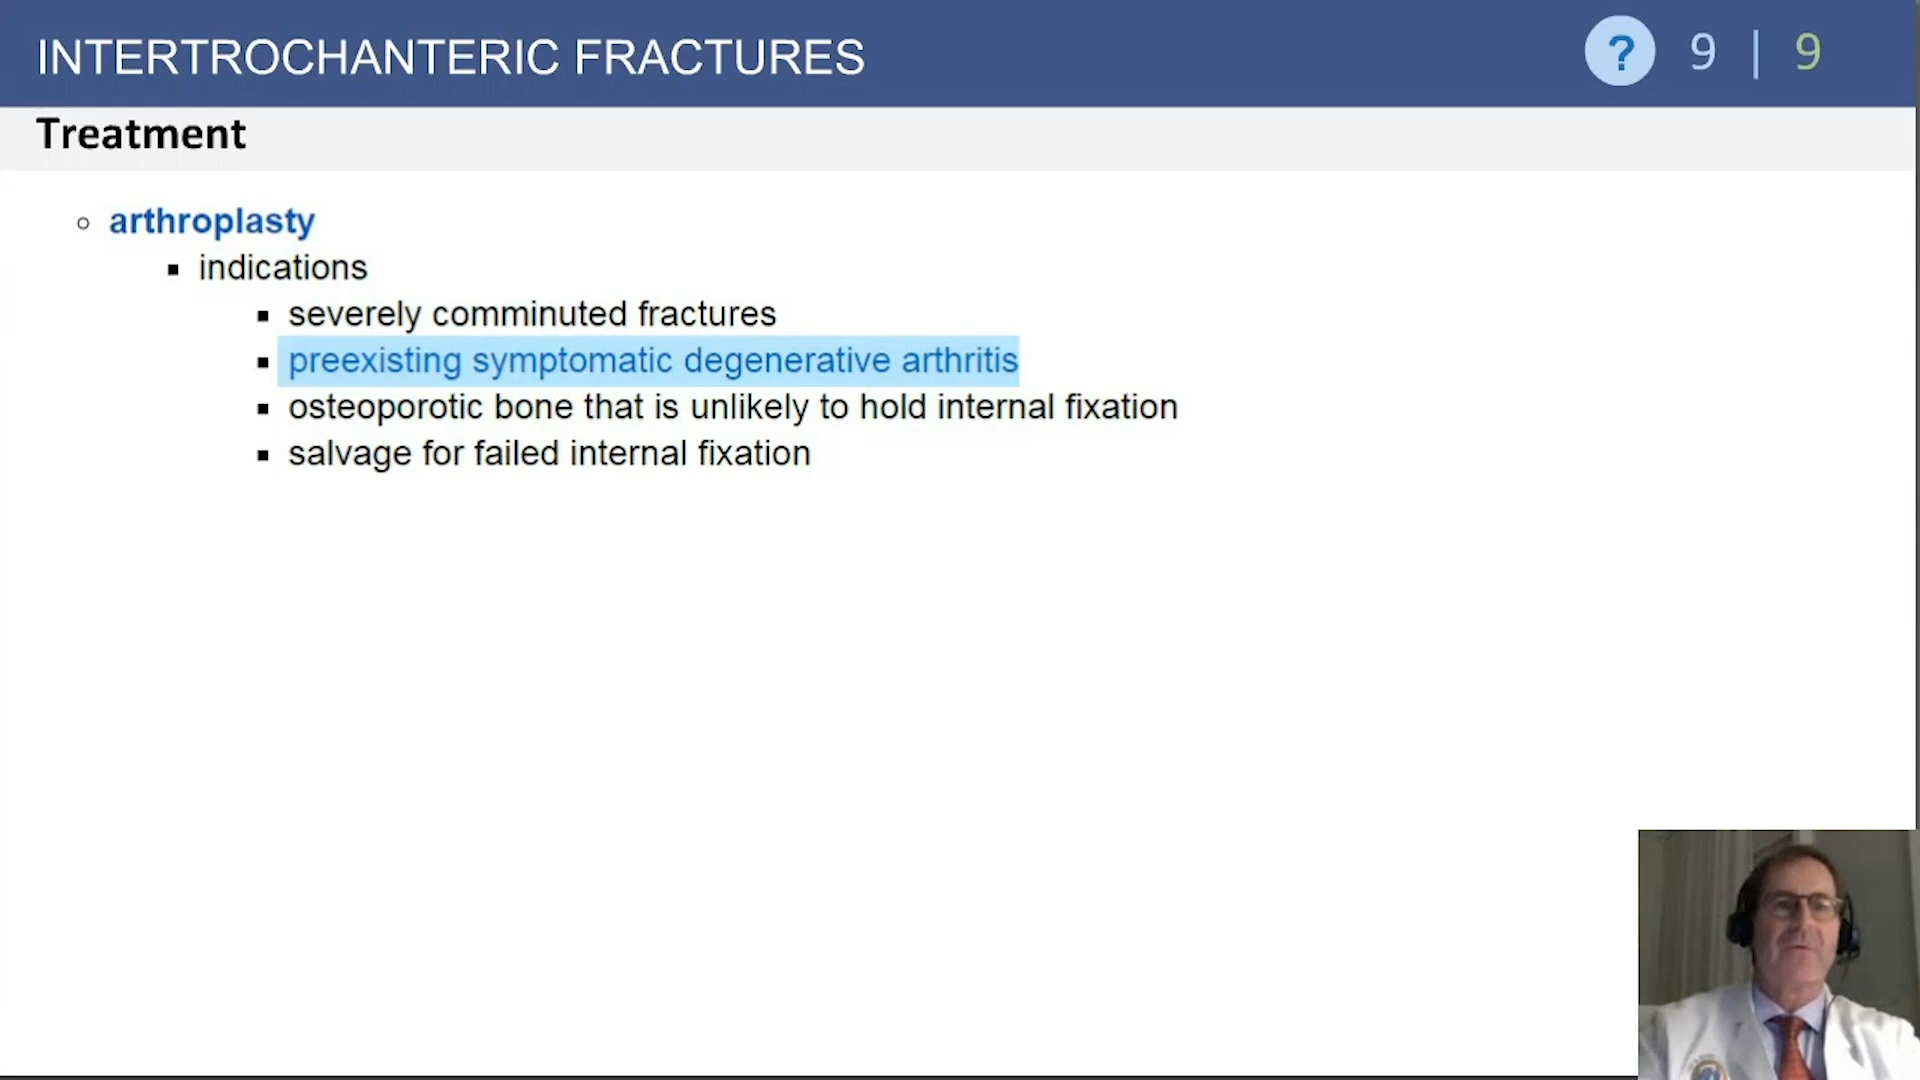 INTERTROCHANTERIC FRACTURES
? 9 | 9
Treatment
arthroplasty
indications
severely comminuted fractures
preexisting symptomatic degenerative arthritis
osteoporotic bone that is unlikely to hold internal fixation
salvage for failed internal fixation